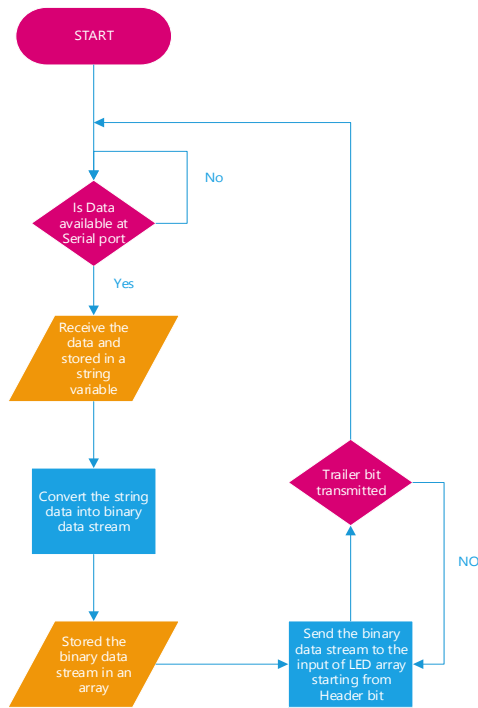 START
No
Is Data
available at
Serial port
Yes
Receive the
data and
stored in a
string
variable
Convert the string
data into binary
data stream
Stored the
binary data
stream in an
array
Send the binary
data stream to the
input of LED array
starting from
Header bit
Trailer bit
transmitted
NO